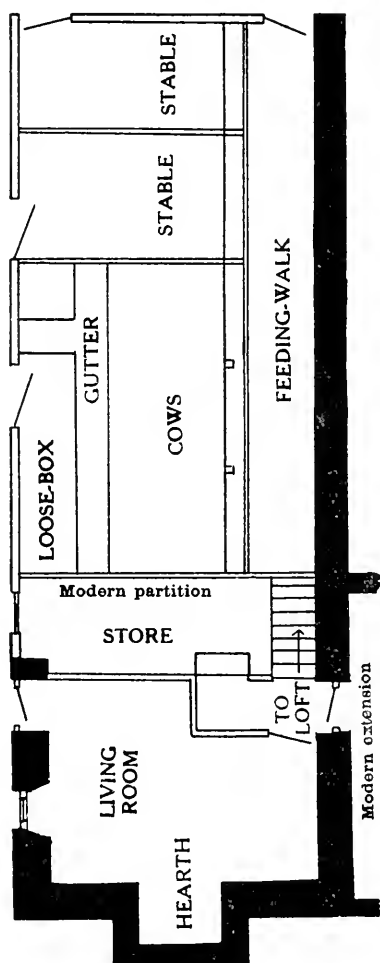 STABLE
STABLE
FEEDING-WALK
GUTTER
COWS
LOOSE-BOX
Modern partition
STORE
TO
LOFT
LIVING
ROOM
HEARTH
Modern extension